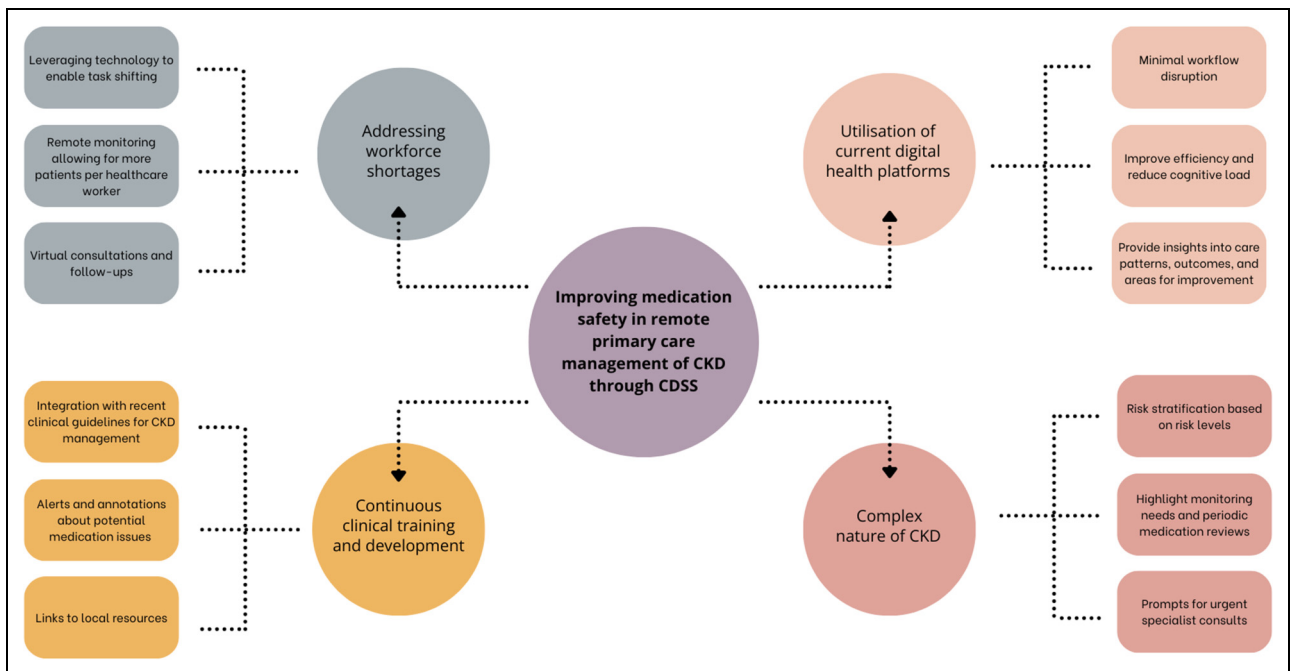 Leveraging technology to
enable task shifting
Remote monitoring
allowing for more
patients per healthcare
worker
Virtual consultations and
follow-ups
Addressing
workforce
shortages
Utilisation of
current digital
health platforms
Minimal workflow
disruption
Improve efficiency and
reduce cognitive load
Provide insights into care
patterns, outcomes, and
areas for improvement
Improving medication
safety in remote
primary care
management of CKD
through CDSS
Integration with recent
clinical guidelines for CKD
management
Alerts and annotations
about potential
medication issues
Links to local resources
Continuous
clinical training
and development
Complex
nature of CKD
Risk stratification based
on risk levels
Highlight monitoring
needs and periodic
medication reviews
Prompts for urgent
specialist consults